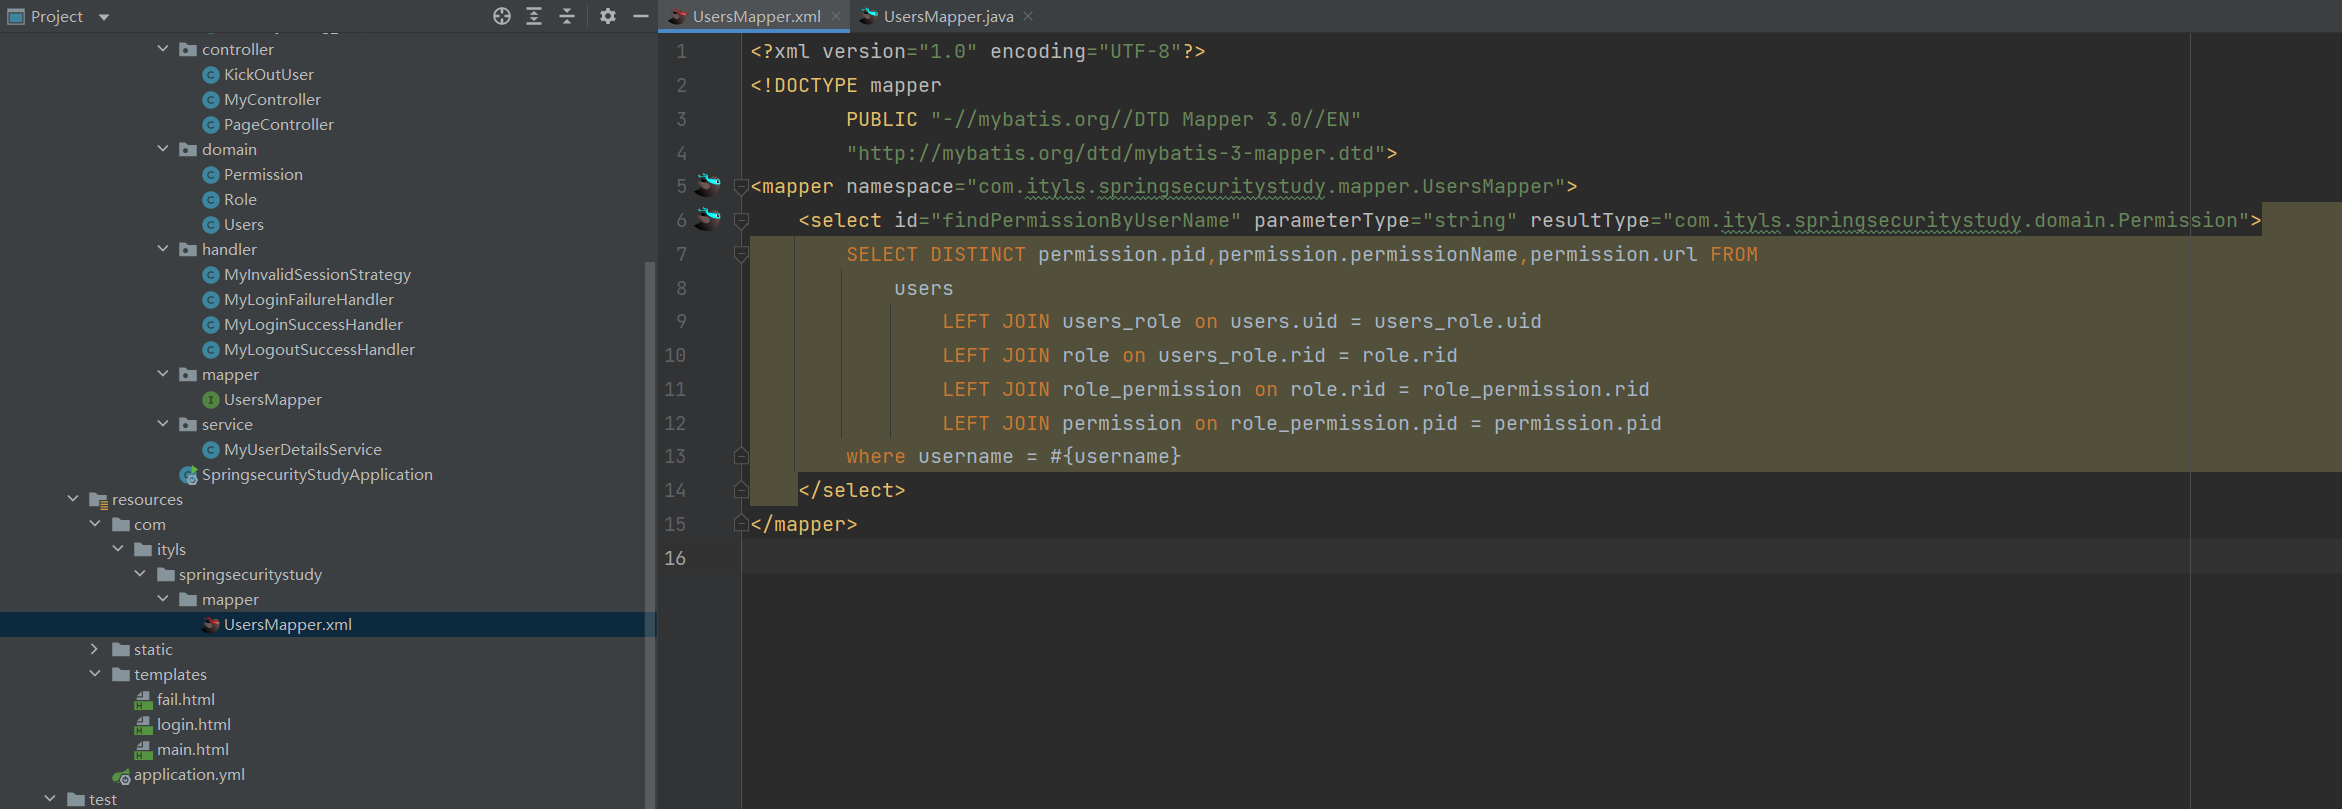 Project
controller
KickOutUser
MyController
PageController
domain
Permission
Role
Users
handler
MyInvalidSessionStrategy
MyLoginFailureHandler
MyLoginSuccessHandler
MyLogoutSuccessHandler
mapper
UsersMapper
service
MyUserDetailsService
SpringsecurityStudyApplication
resources
com
ityls
springsecuritystudy
mapper
UsersMapper.xml
static
templates
fail.html
login.html
main.html
application.yml
test
UsersMapper.xml
UsersMapper.java
1 <?xml version="1.0" encoding="UTF-8"?>
2 <!DOCTYPE mapper
3 PUBLIC "-//mybatis.org//DTD Mapper 3.0//EN"
4 "http://mybatis.org/dtd/mybatis-3-mapper.dtd">
5 <mapper namespace="com.ityls.springsecuritystudy.mapper.UsersMapper">
6 <select id="findPermissionByUserName" parameterType="string" resultType="com.ityls.springsecuritystudy.domain.Permission">
7 SELECT DISTINCT permission.pid,permission.permissionName,permission.url FROM
8 users
9 LEFT JOIN users_role on users.uid = users_role.uid
10 LEFT JOIN role on users_role.rid = role.rid
11 LEFT JOIN role_permission on role.rid = role_permission.rid
12 LEFT JOIN permission on role_permission.pid = permission.pid
13 where username = #{username}
14 </select>
15 </mapper>
16